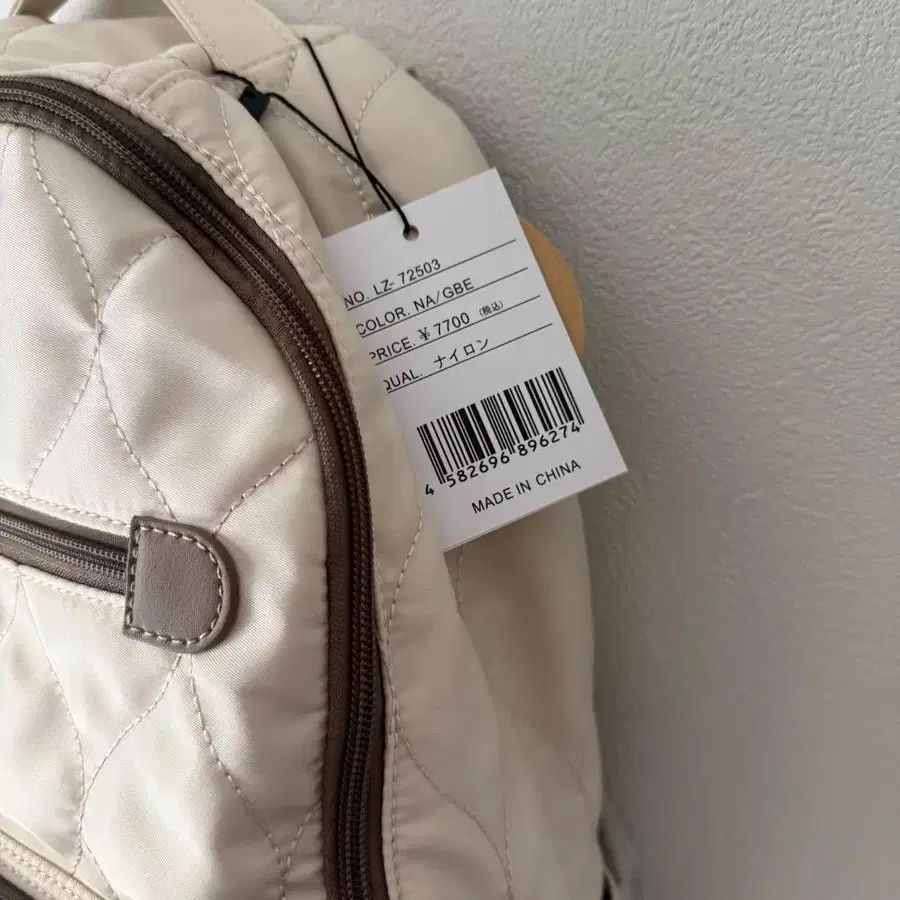 NO. LZ-72503
COLOR. NA/GBE
PRICE. ¥7700 (税込)
QUAL. ナイロン
4 582696 896274
MADE IN CHINA